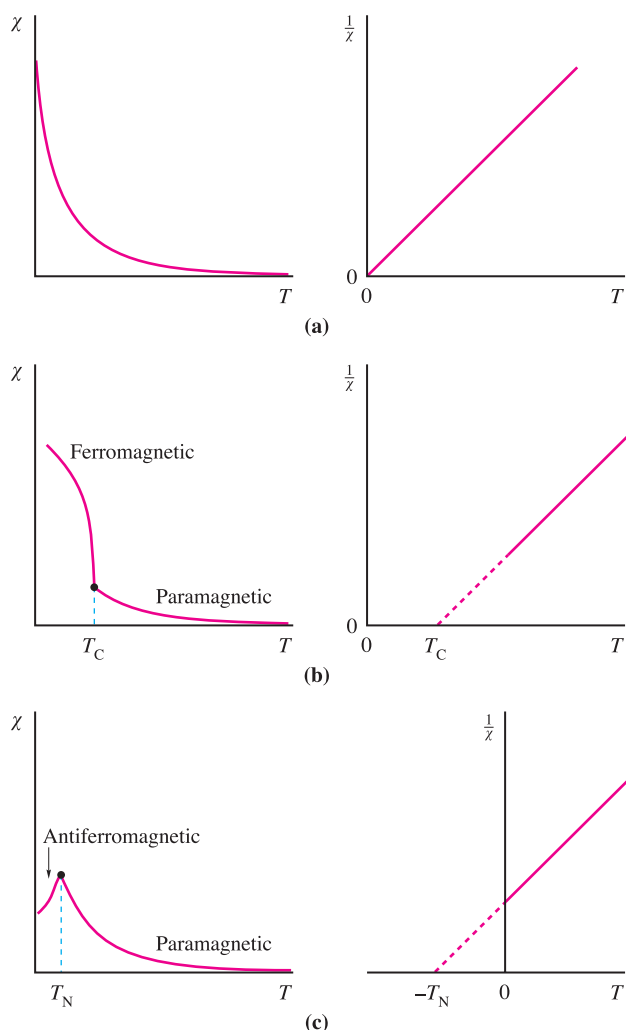 χ
1/χ
0
T
0
T
(a)
χ
1/χ
Ferromagnetic
Paramagnetic
0
T_C
T
0
T_C
T
(b)
χ
1/χ
Antiferromagnetic
Paramagnetic
T_N
T
−T_N
0
T
(c)